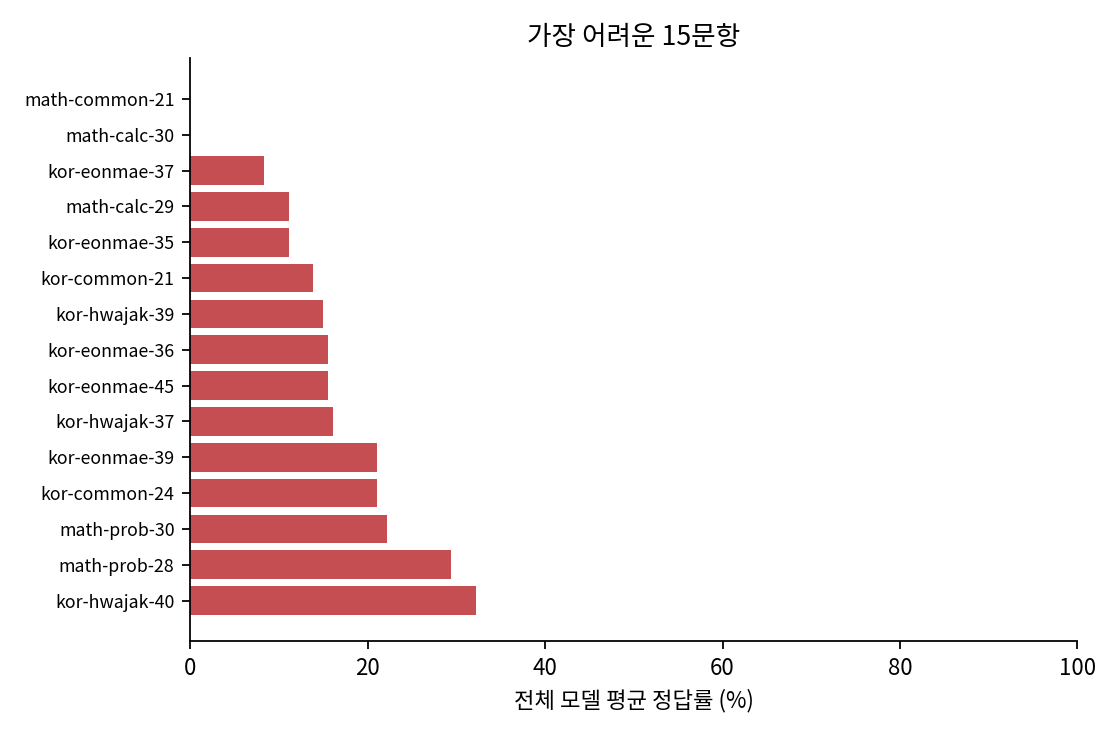 가장 어려운 15문항
math-common-21
math-calc-30
kor-eonmae-37
math-calc-29
kor-eonmae-35
kor-common-21
kor-hwajak-39
kor-eonmae-36
kor-eonmae-45
kor-hwajak-37
kor-eonmae-39
kor-common-24
math-prob-30
math-prob-28
kor-hwajak-40
0 20 40 60 80 100
전체 모델 평균 정답률 (%)